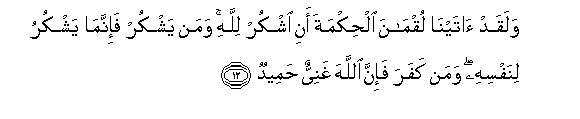 وَلَقَدْ ءَاتَيْنَا لُقْمَـٰنَ ٱلْحِكْمَةَ أَنِ ٱشْكُرْ لِلَّهِ ۚ وَمَن يَشْكُرْ فَإِنَّمَا يَشْكُرُ
لِنَفْسِهِۦ ۖ وَمَن كَفَرَ فَإِنَّ ٱللَّهَ غَنِىٌّ حَمِيدٌ ۝١٢